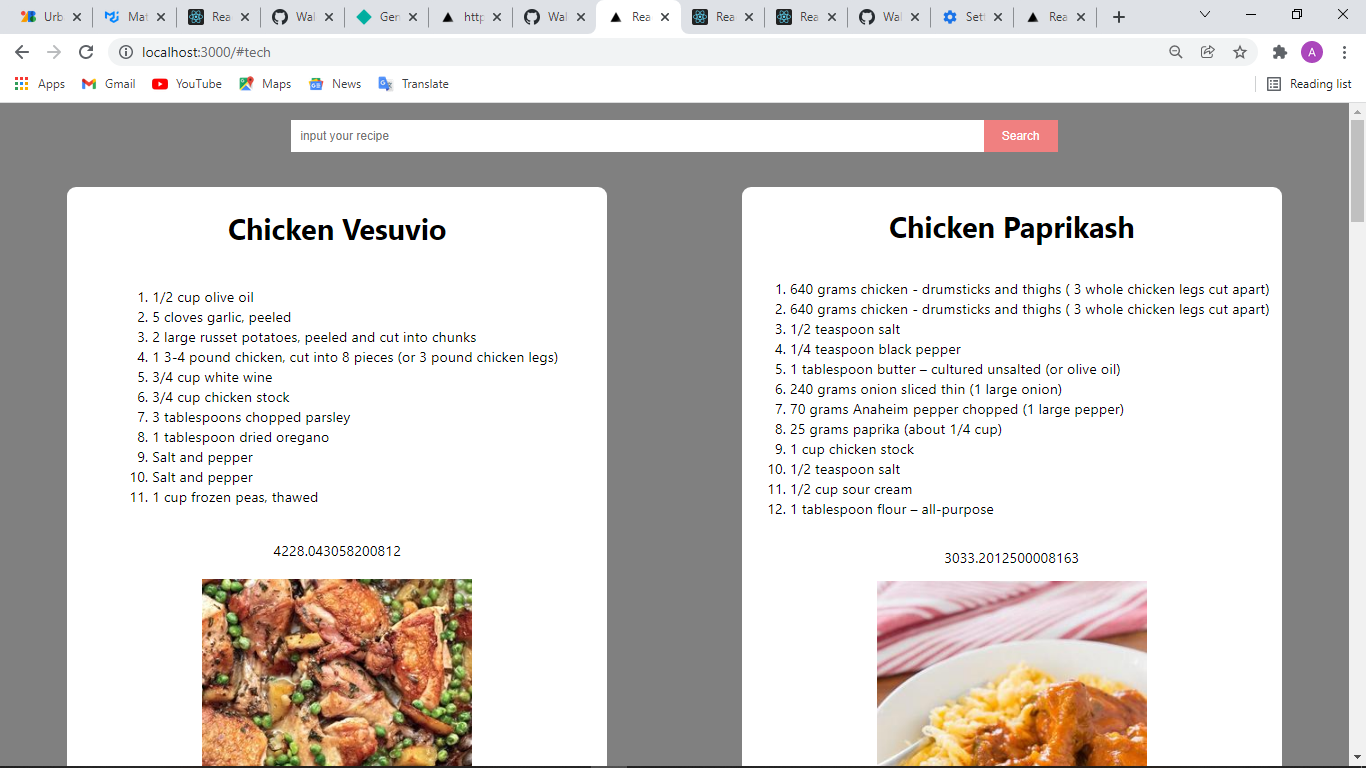 Urb
Mat
Rea
Wal
Gen
http
Wal
Rea
Rea
Rea
Wal
Sett
Rea
localhost:3000/#tech
A
Apps
Gmail
YouTube
Maps
News
Translate
Reading list
input your recipe
Search
Chicken Vesuvio
1. 1/2 cup olive oil
2. 5 cloves garlic, peeled
3. 2 large russet potatoes, peeled and cut into chunks
4. 1 3-4 pound chicken, cut into 8 pieces (or 3 pound chicken legs)
5. 3/4 cup white wine
6. 3/4 cup chicken stock
7. 3 tablespoons chopped parsley
8. 1 tablespoon dried oregano
9. Salt and pepper
10. Salt and pepper
11. 1 cup frozen peas, thawed
4228.043058200812
Chicken Paprikash
1. 640 grams chicken - drumsticks and thighs ( 3 whole chicken legs cut apart)
2. 640 grams chicken - drumsticks and thighs ( 3 whole chicken legs cut apart)
3. 1/2 teaspoon salt
4. 1/4 teaspoon black pepper
5. 1 tablespoon butter – cultured unsalted (or olive oil)
6. 240 grams onion sliced thin (1 large onion)
7. 70 grams Anaheim pepper chopped (1 large pepper)
8. 25 grams paprika (about 1/4 cup)
9. 1 cup chicken stock
10. 1/2 teaspoon salt
11. 1/2 cup sour cream
12. 1 tablespoon flour – all-purpose
3033.2012500008163